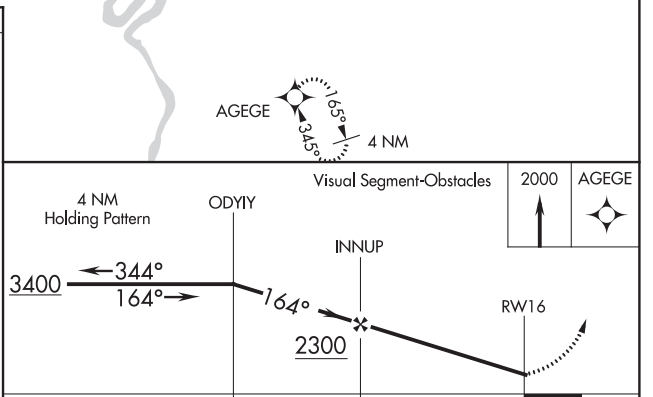 AGEGE
165°
345°
4 NM
Visual Segment-Obstacles
2000
AGEGE
4 NM
Holding Pattern
ODYIY
INNUP
3400
344°
164°
164°
2300
RW16